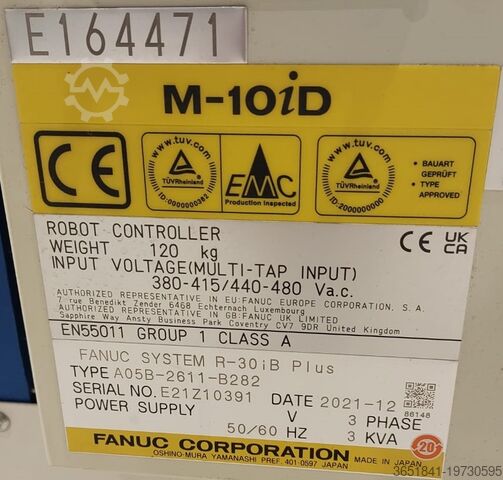 E164471
M-10iD
CE
www.tuv.com
TÜVRheinland
ID:0000000362
EMC
Production inspected
www.tuv.com
TÜVRheinland
ID:2000000000
• BAUART
GEPRÜFT
• TYPE
APPROVED
ROBOT CONTROLLER
WEIGHT 120 kg
INPUT VOLTAGE(MULTI-TAP INPUT)
380-415/440-480 Va.c.
CE UK
CA
AUTHORIZED REPRESENTATIVE IN EU:FANUC EUROPE CORPORATION, S.A.
7 rue Benedikt Zender 6468 Echternach Luxembourg
AUTHORIZED REPRESENTATIVE IN GB:FANUC UK LIMITED
Sapphire Way Ansty Business Park Coventry CV7 9DR United Kingdom
EN55011 GROUP 1 CLASS A
FANUC SYSTEM R-30iB Plus
TYPE A05B-2611-B282
SERIAL NO.E21Z10391 DATE 2021-12
86148
POWER SUPPLY V 3 PHASE
50/60 HZ 3 KVA
FANUC CORPORATION
20
OSHINO-MURA YAMANASHI PREF. 401-0597 JAPAN
MADE IN JAPAN
3651841-19730595